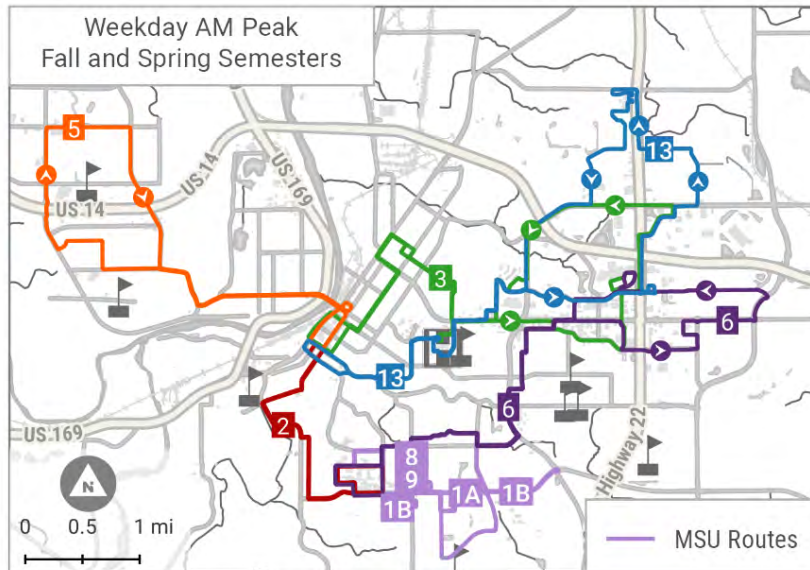 Weekday AM Peak
Fall and Spring Semesters
5
13
US 14
US 14
US 169
3
6
13
6
2
8
9
1A
1B
1B
US 169
Highway 22
N
0 0.5 1 mi
MSU Routes